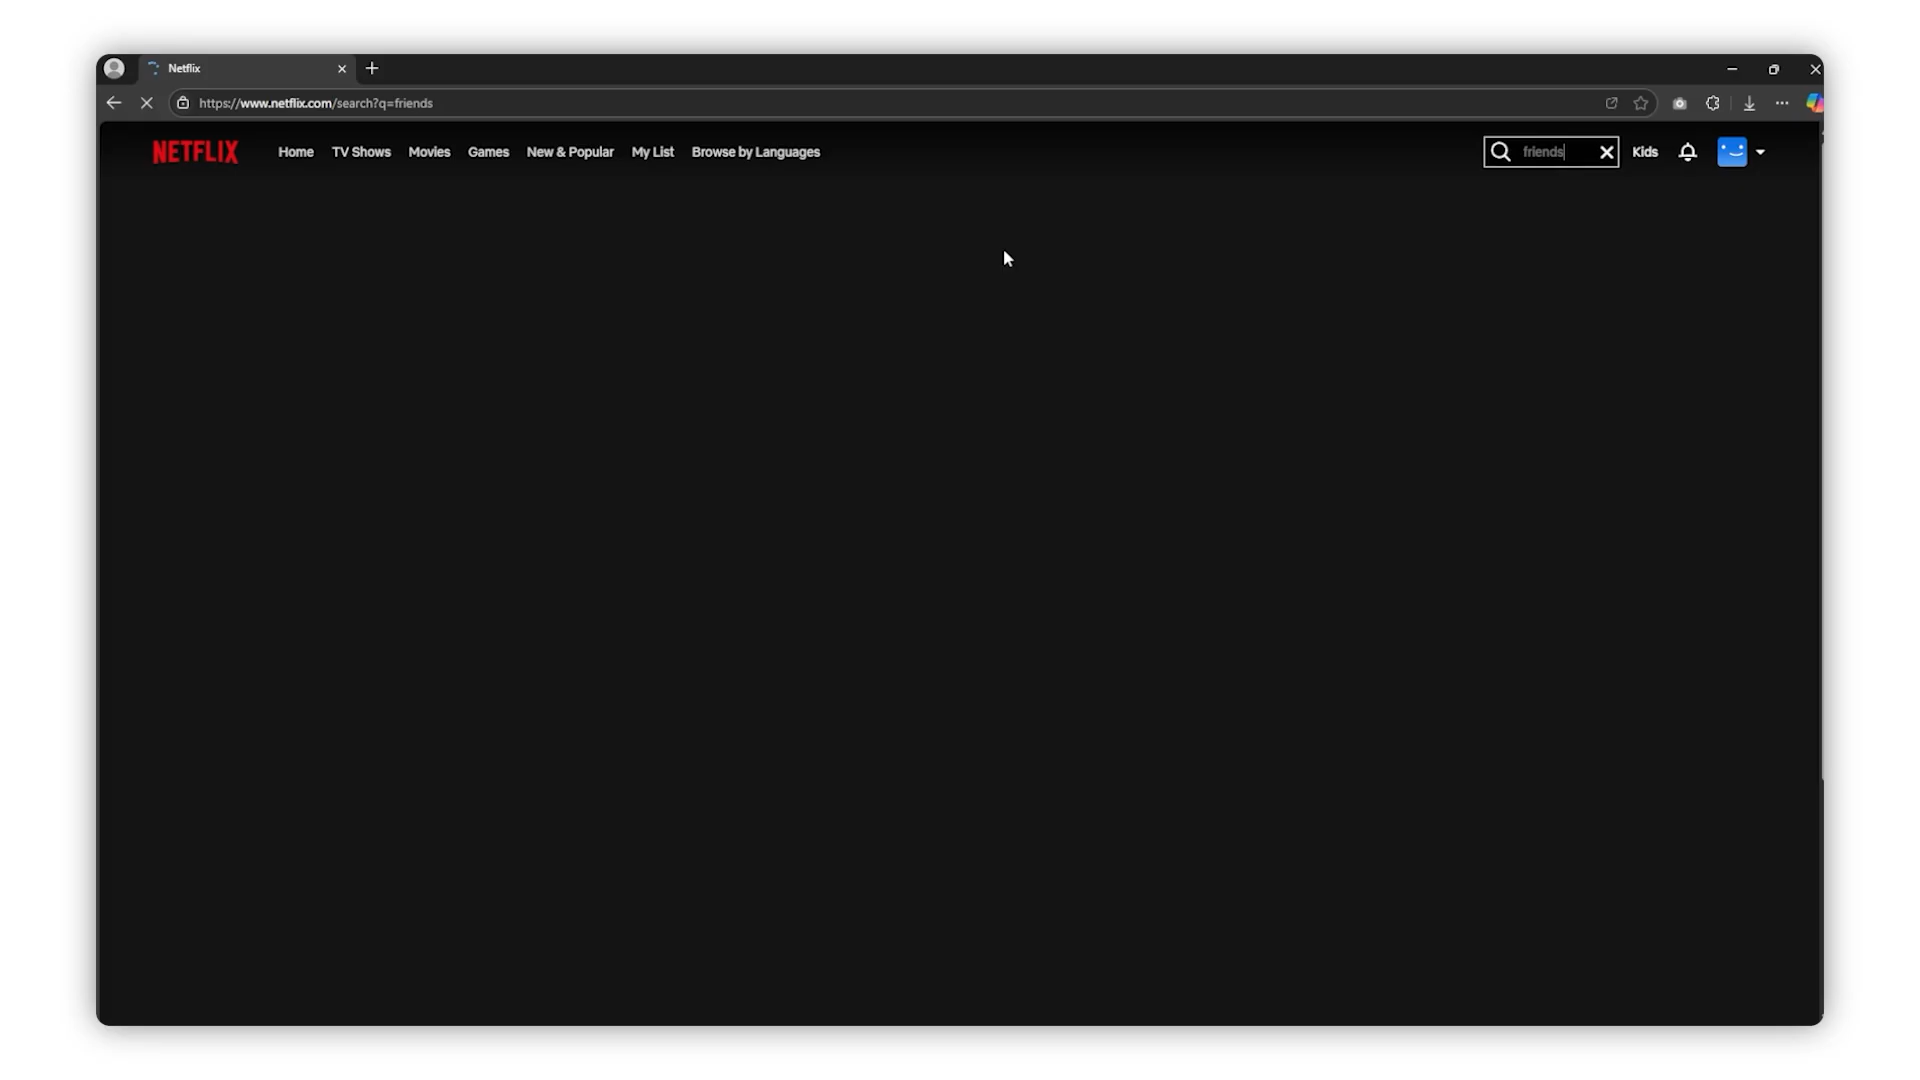 Netflix
https://www.netflix.com/search?q=friends
NETFLIX Home TV Shows Movies Games New & Popular My List Browse by Languages friends Kids